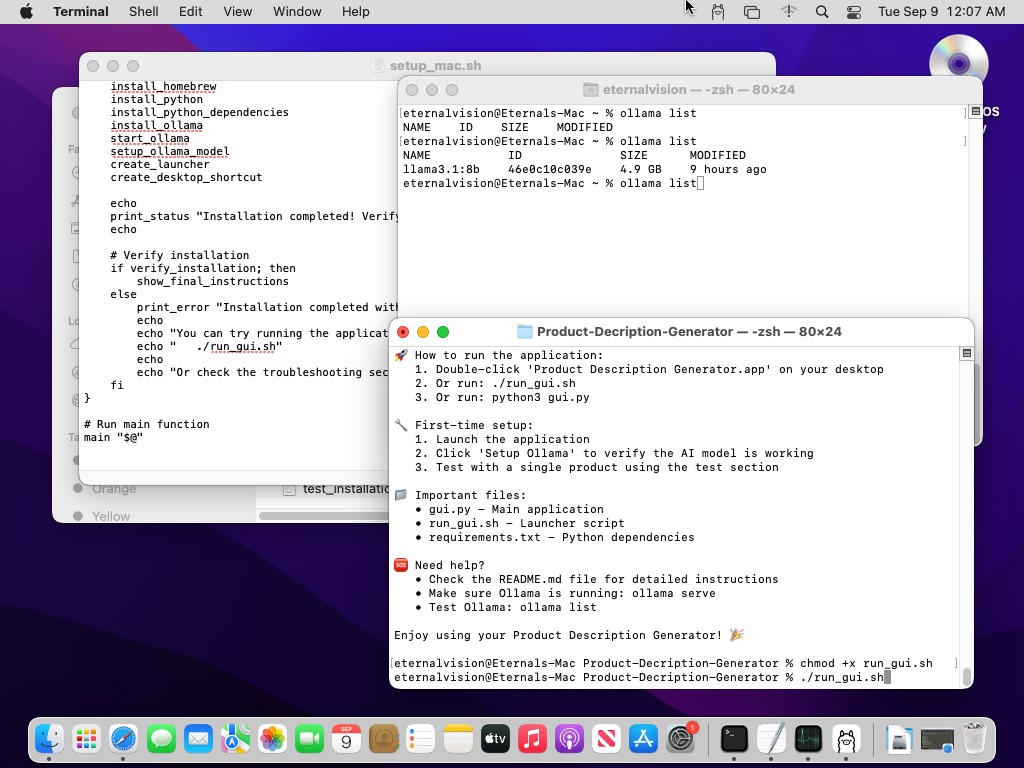 Terminal Shell Edit View Window Help Tue Sep 9 12:07 AM
setup_mac.sh
install_homebrew
install_python
install_python_dependencies
install_ollama
start_ollama
setup_ollama_model
create_launcher
create_desktop_shortcut
echo
print_status "Installation completed! Verify
echo
# Verify installation
if verify_installation; then
show_final_instructions
else
print_error "Installation completed with
echo
echo "You can try running the applicat
echo "   ./run_gui.sh"
echo
echo "Or check the troubleshooting sec
fi
}
# Run main function
main "$@"
Fa
Lo
Ta
Orange
Yellow
test_installatio
eternalvision — -zsh — 80×24
[eternalvision@Eternals-Mac ~ % ollama list ]
NAME    ID    SIZE    MODIFIED
[eternalvision@Eternals-Mac ~ % ollama list ]
NAME           ID              SIZE      MODIFIED
llama3.1:8b    46e0c10c039e    4.9 GB    9 hours ago
eternalvision@Eternals-Mac ~ % ollama list
OS
y
Product-Decription-Generator — -zsh — 80×24
🚀 How to run the application:
1. Double-click 'Product Description Generator.app' on your desktop
2. Or run: ./run_gui.sh
3. Or run: python3 gui.py
🔧 First-time setup:
1. Launch the application
2. Click 'Setup Ollama' to verify the AI model is working
3. Test with a single product using the test section
📁 Important files:
• gui.py – Main application
• run_gui.sh – Launcher script
• requirements.txt – Python dependencies
🆘 Need help?
• Check the README.md file for detailed instructions
• Make sure Ollama is running: ollama serve
• Test Ollama: ollama list
Enjoy using your Product Description Generator! 🎉
[eternalvision@Eternals-Mac Product-Decription-Generator % chmod +x run_gui.sh ]
eternalvision@Eternals-Mac Product-Decription-Generator % ./run_gui.sh
SEP
9
tv
1